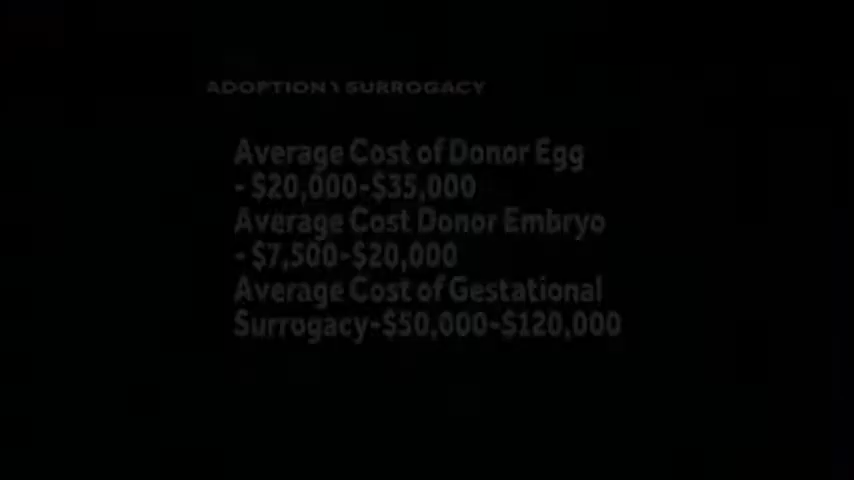 ADOPTION \ SURROGACY
Average Cost of Donor Egg
- $20,000-$35,000
Average Cost Donor Embryo
- $7,500-$20,000
Average Cost of Gestational
Surrogacy-$50,000-$120,000